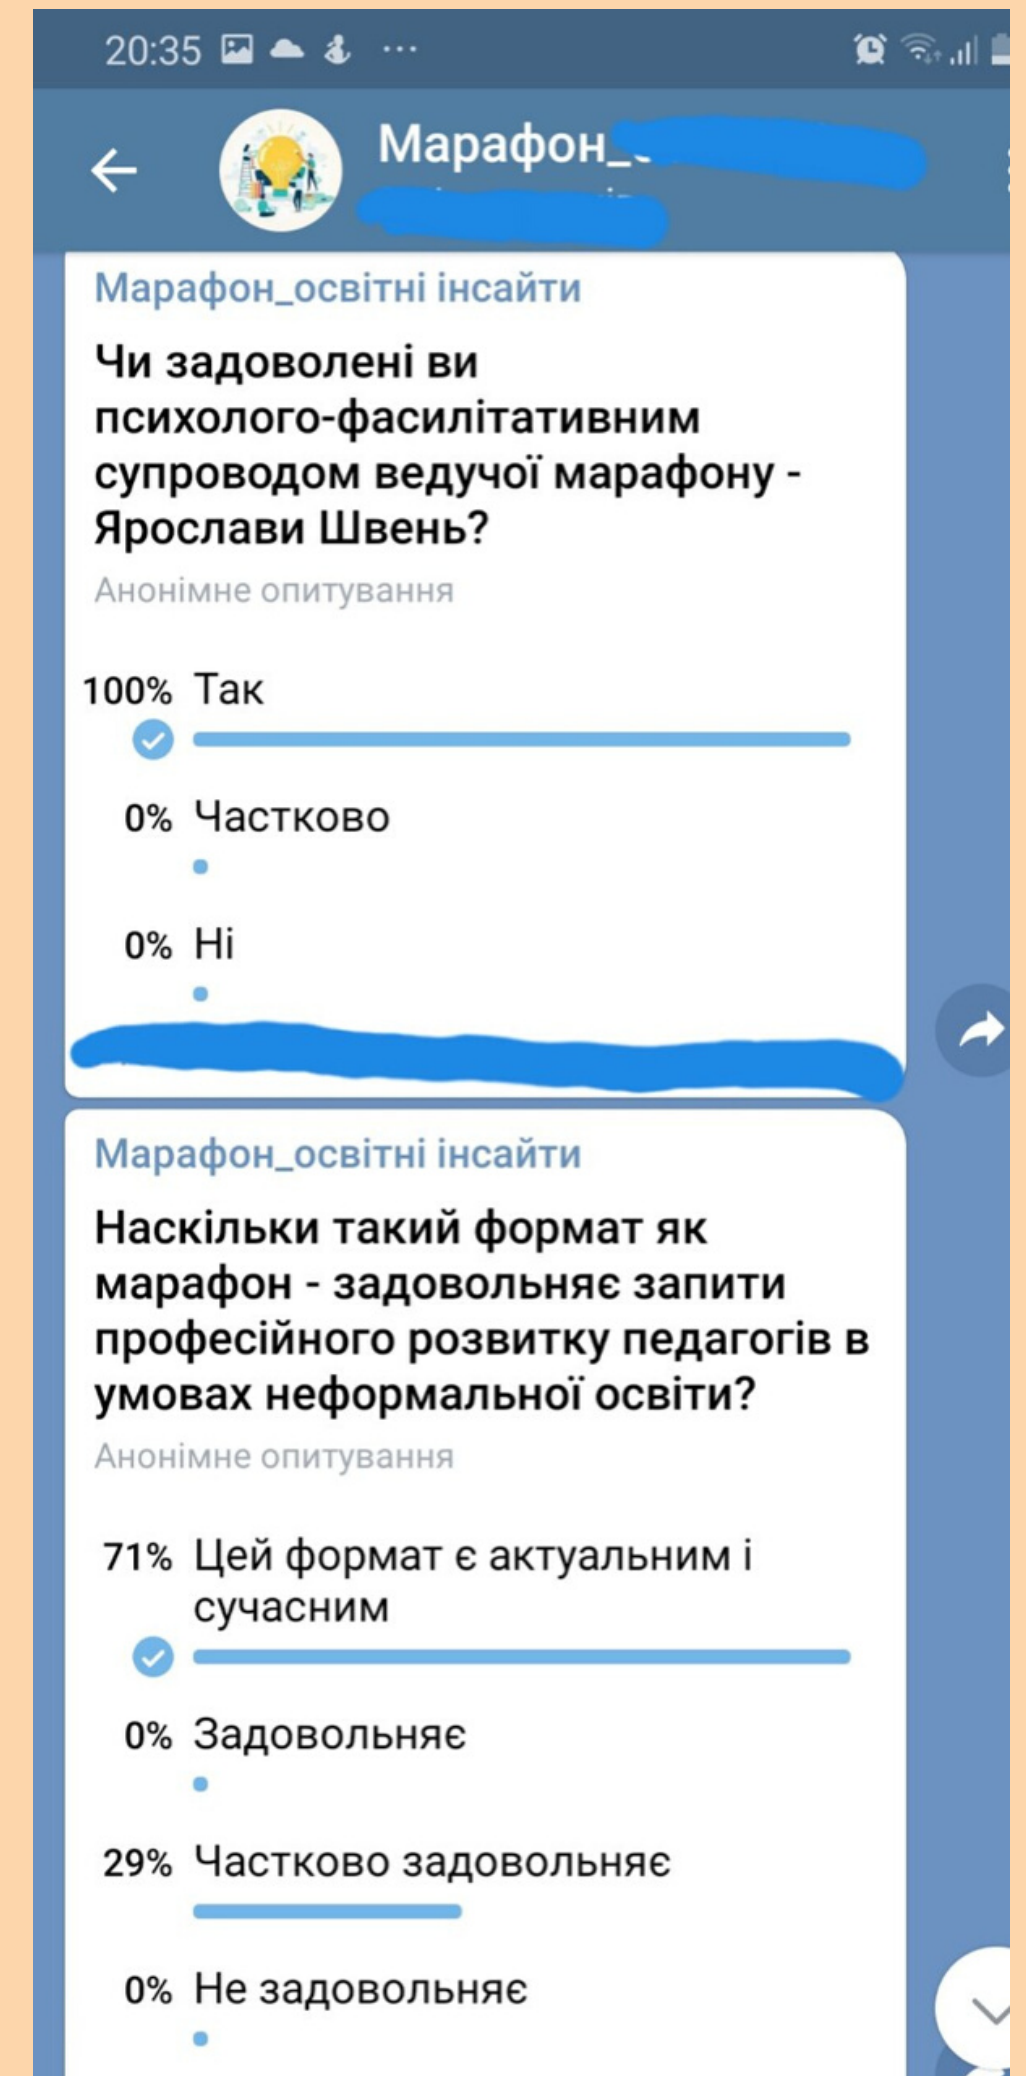 20:35
Марафон_
Марафон_освітні інсайти
Чи задоволені ви
психолого-фасилітативним
супроводом ведучої марафону -
Ярослави Швень?
Анонімне опитування
100% Так
0% Частково
0% Ні
Марафон_освітні інсайти
Наскільки такий формат як
марафон - задовольняє запити
професійного розвитку педагогів в
умовах неформальної освіти?
Анонімне опитування
71% Цей формат є актуальним і
сучасним
0% Задовольняє
29% Частково задовольняє
0% Не задовольняє